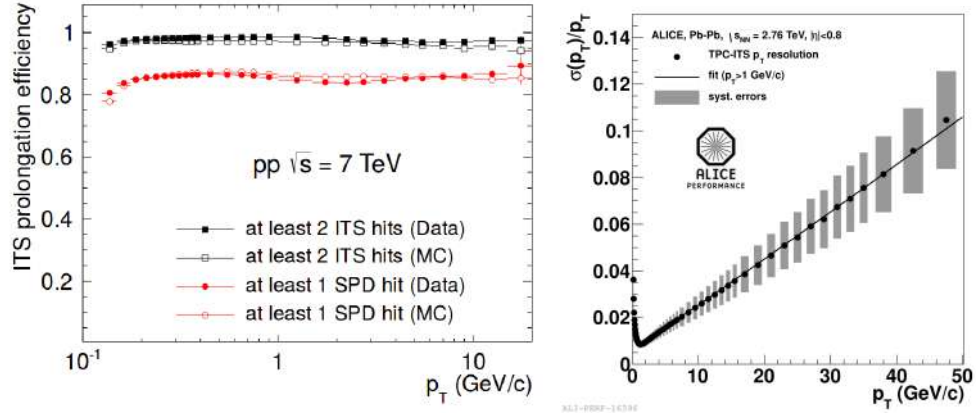 ITS prolongation efficiency
1
0.8
0.6
0.4
0.2
pp √s = 7 TeV
at least 2 ITS hits (Data)
at least 2 ITS hits (MC)
at least 1 SPD hit (Data)
at least 1 SPD hit (MC)
10⁻¹ 1 10
p_T (GeV/c)
σ(p_T)/p_T
0.14
0.12
0.1
0.08
0.06
0.04
0.02
0
ALICE, Pb-Pb, √s_NN = 2.76 TeV, |η|<0.8
TPC-ITS p_T resolution
fit (p_T>1 GeV/c)
syst. errors
ALICE
PERFORMANCE
0 10 20 30 40 50
p_T (GeV/c)